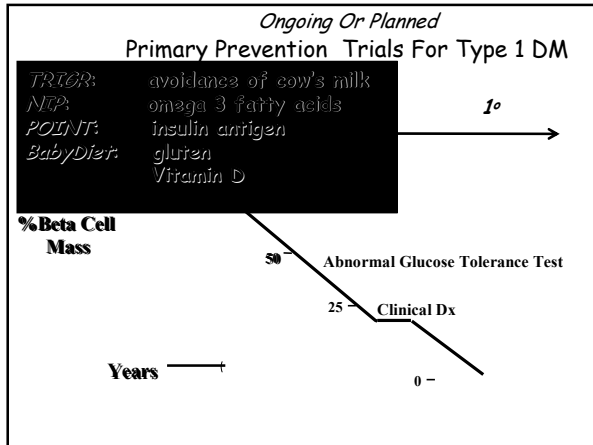 Ongoing Or Planned
Primary Prevention Trials For Type 1 DM
TRIGR: avoidance of cow's milk
NIP: omega 3 fatty acids
POINT: insulin antigen
BabyDiet: gluten
Vitamin D
1º
%Beta Cell
Mass
50
Abnormal Glucose Tolerance Test
25
Clinical Dx
Years
0